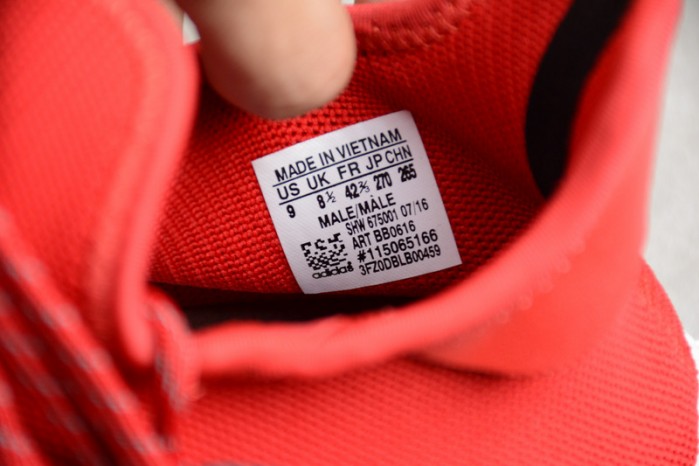 MADE IN VIETNAM
US UK FR JP CHN
9 8½ 42⅔ 270 265
MALE/MALE
SHW 675001 07/16
ART BB0616
#115065166
adidas 3FZ0DBLB00459